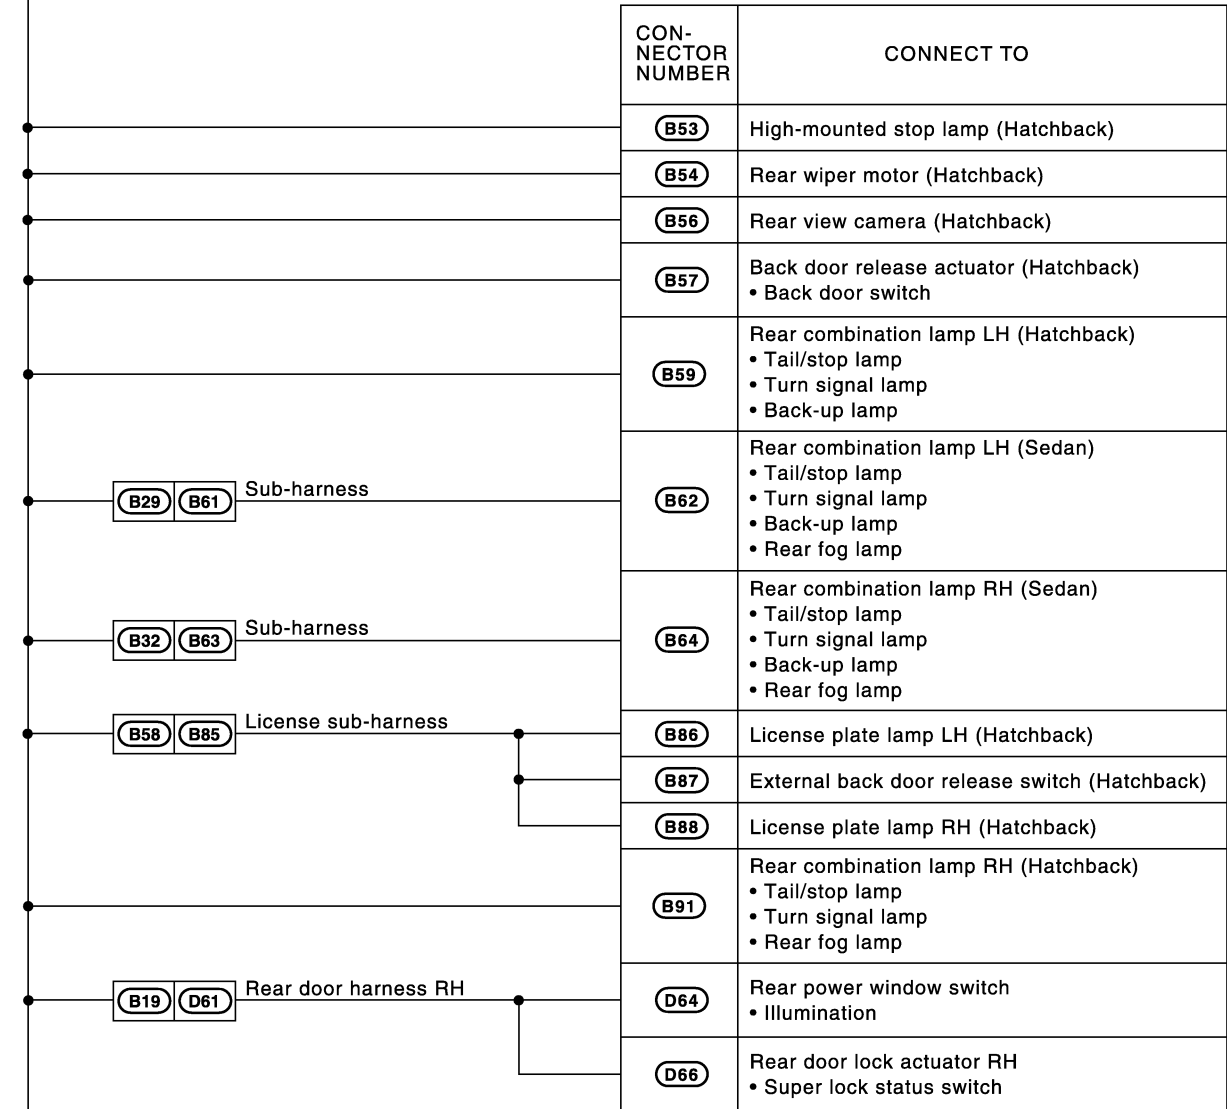 CON-
NECTOR
NUMBER
CONNECT TO
B53
High-mounted stop lamp (Hatchback)
B54
Rear wiper motor (Hatchback)
B56
Rear view camera (Hatchback)
B57
Back door release actuator (Hatchback)
• Back door switch
B59
Rear combination lamp LH (Hatchback)
• Tail/stop lamp
• Turn signal lamp
• Back-up lamp
B29 B61 Sub-harness
B62
Rear combination lamp LH (Sedan)
• Tail/stop lamp
• Turn signal lamp
• Back-up lamp
• Rear fog lamp
B32 B63 Sub-harness
B64
Rear combination lamp RH (Sedan)
• Tail/stop lamp
• Turn signal lamp
• Back-up lamp
• Rear fog lamp
B58 B85 License sub-harness
B86
License plate lamp LH (Hatchback)
B87
External back door release switch (Hatchback)
B88
License plate lamp RH (Hatchback)
B91
Rear combination lamp RH (Hatchback)
• Tail/stop lamp
• Turn signal lamp
• Rear fog lamp
B19 D61 Rear door harness RH
D64
Rear power window switch
• Illumination
D66
Rear door lock actuator RH
• Super lock status switch